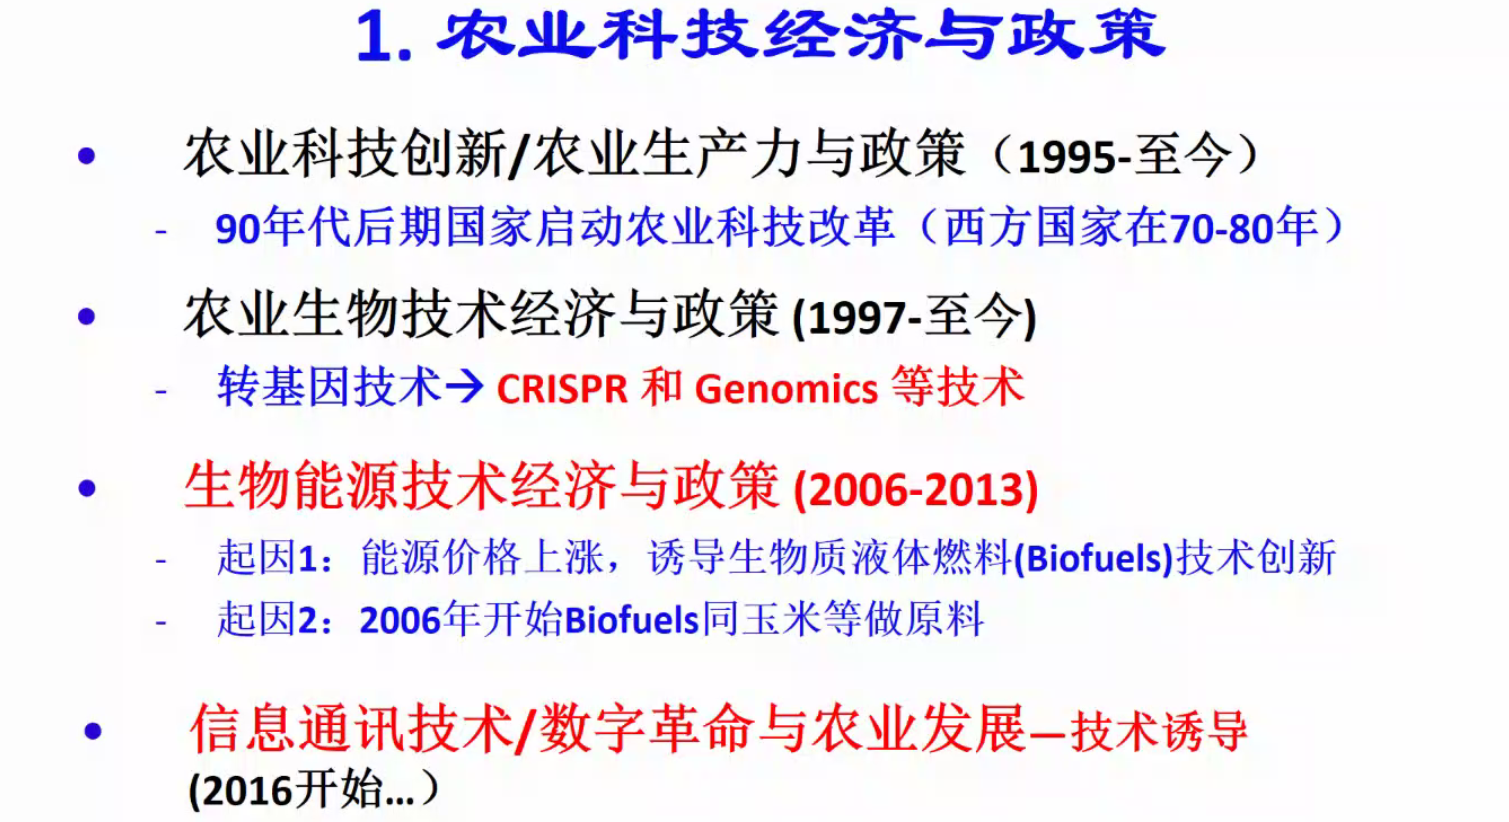 1. 农业科技经济与政策
• 农业科技创新/农业生产力与政策（1995-至今）
- 90年代后期国家启动农业科技改革（西方国家在70-80年）
• 农业生物技术经济与政策 (1997-至今)
- 转基因技术→ CRISPR 和 Genomics 等技术
• 生物能源技术经济与政策 (2006-2013)
- 起因1：能源价格上涨，诱导生物质液体燃料(Biofuels)技术创新
- 起因2：2006年开始Biofuels同玉米等做原料
• 信息通讯技术/数字革命与农业发展—技术诱导
(2016开始…）